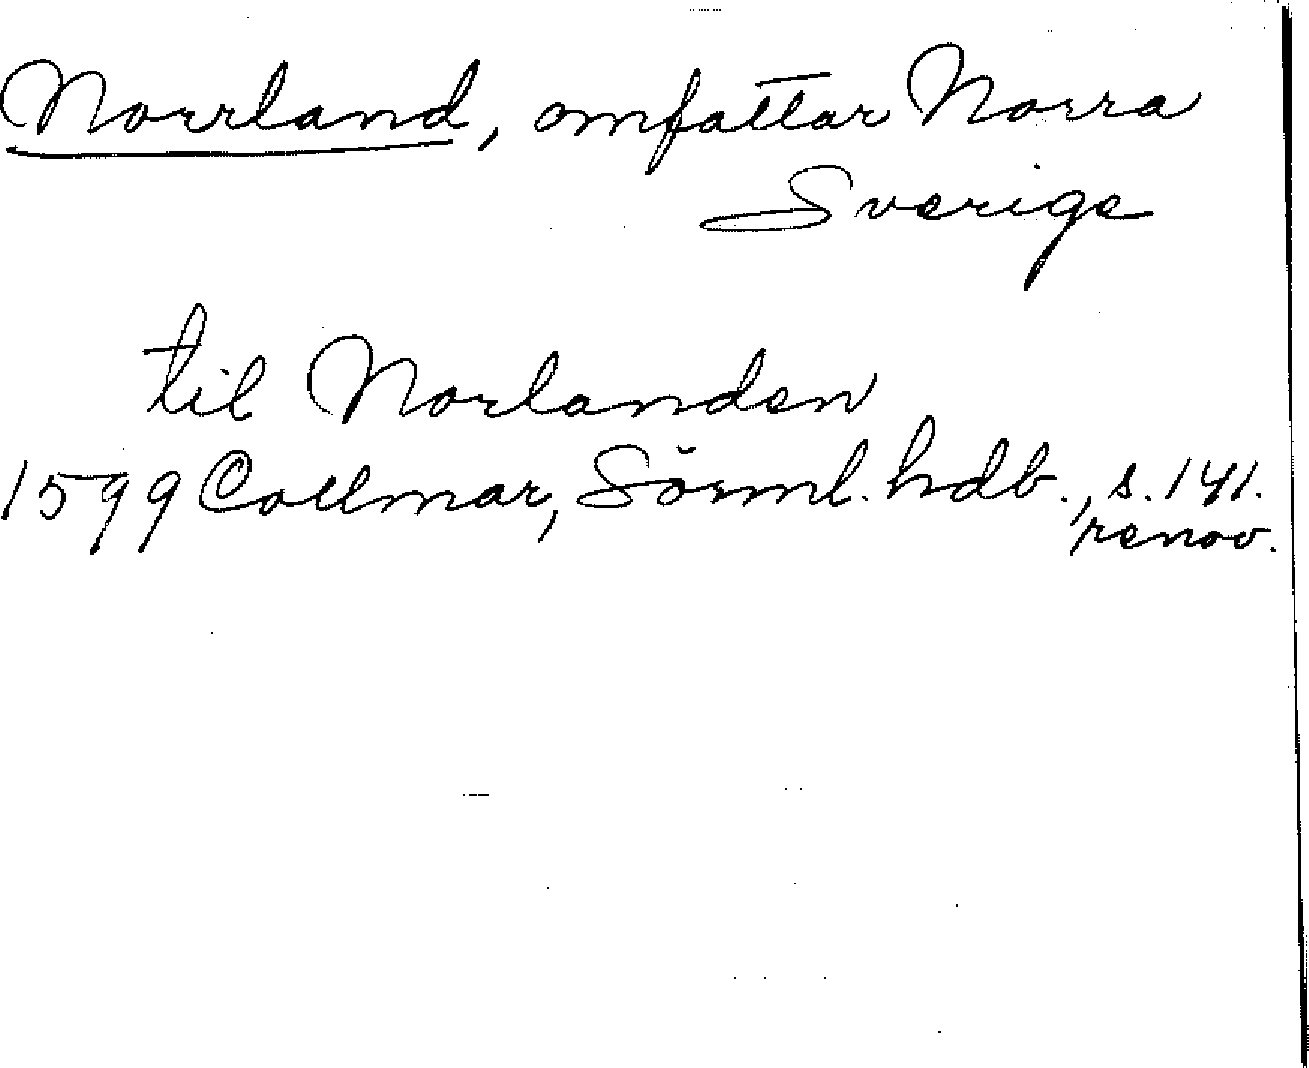 Norrland, omfattar Norra
Sverige
til Norlanden
1599 Collmar, Sörml. hdb., s. 141.
renov.